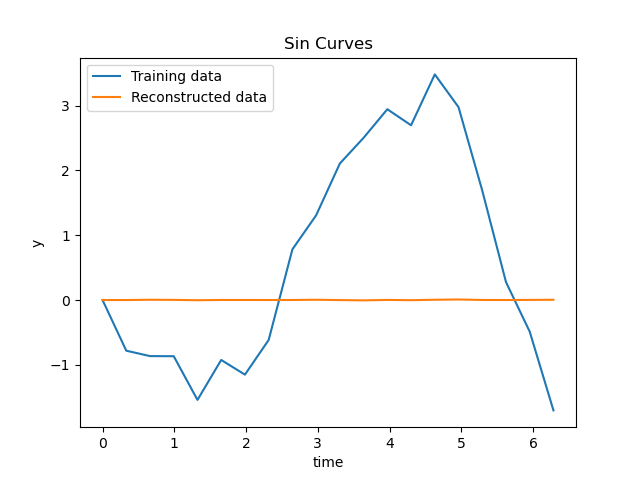 Sin Curves
Training data
Reconstructed data
y
3
2
1
0
−1
0 1 2 3 4 5 6
time